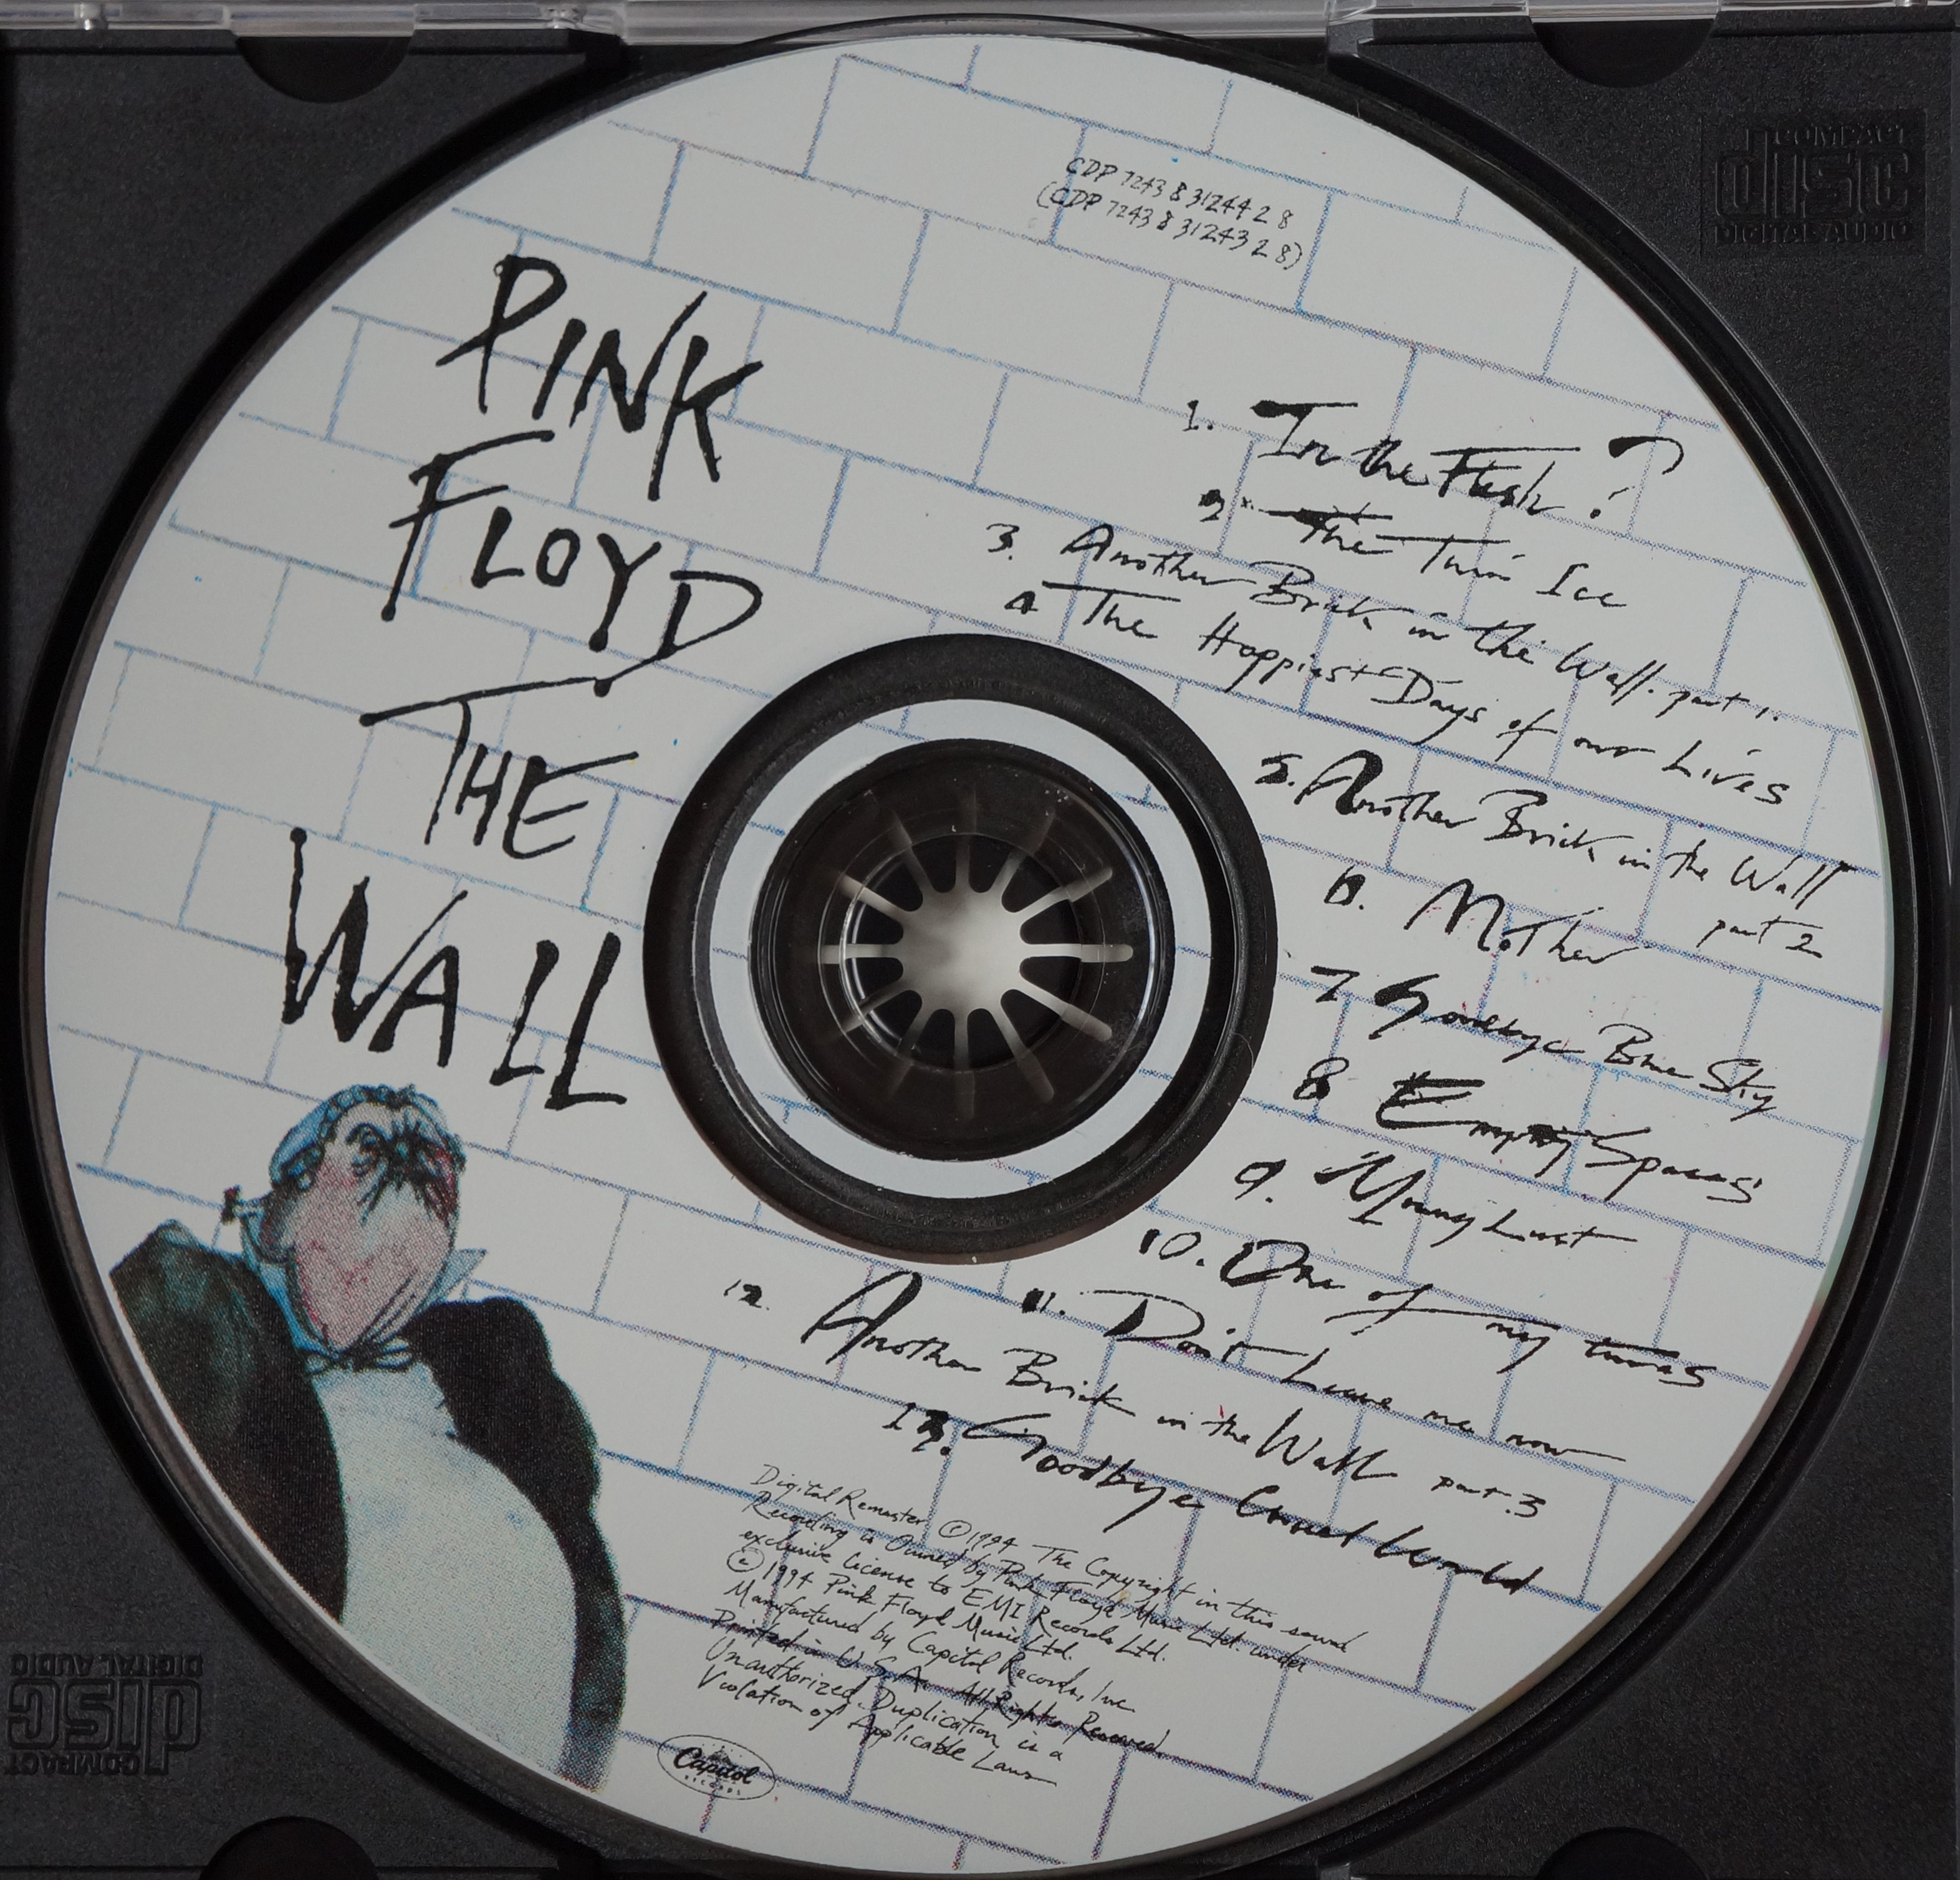 COMPACT
disc
DIGITAL AUDIO
CDP 7243 8 31244 2 8
(CDP 7243 8 31243 2 8)
PINK
FLOYD
THE
WALL
1. In the Flesh?
2. The Thin Ice
3. Another Brick in the Wall. part 1.
4 The Happiest Days of our Lives
5. Another Brick in the Wall
part 2
6. Mother
7 Goodbye Blue Sky
8 Empty Spaces
9. Young Lust
10. One of my turns
11. Don't Leave me now
12. Another Brick in the Wall part.3
13. Goodbye Cruel World
Digital Remaster ℗1994 The Copyright in this sound
Recording is Owned by Pink Floyd Music Ltd. under
exclusive license to EMI Records Ltd.
©1994 Pink Floyd Music Ltd.
Manufactured by Capitol Records, Inc
Printed in U.S.A. All Rights Reserved.
Unauthorized Duplication is a
Violation of Applicable Laws
Capitol
RECORDS
COMPACT
disc
DIGITAL AUDIO